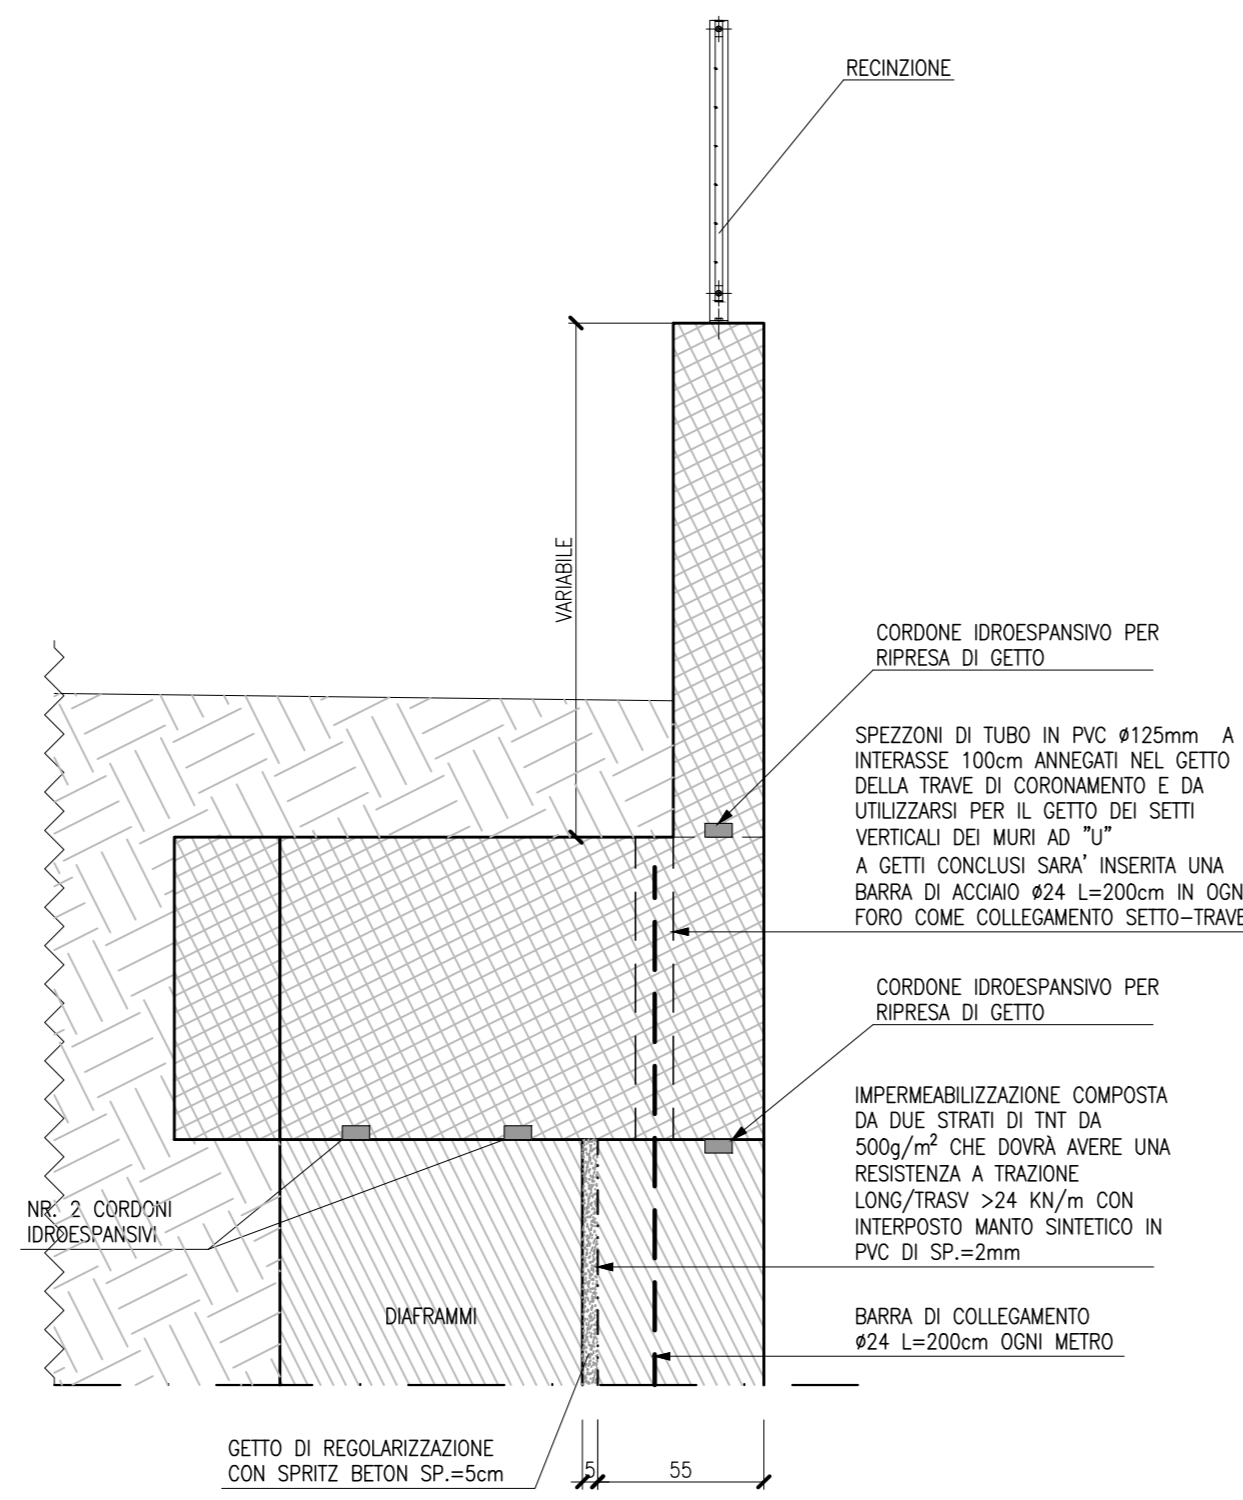 RECINZIONE
VARIABILE
CORDONE IDROESPANSIVO PER
RIPRESA DI GETTO
SPEZZONI DI TUBO IN PVC ø125mm A
INTERASSE 100cm ANNEGATI NEL GETTO
DELLA TRAVE DI CORONAMENTO E DA
UTILIZZARSI PER IL GETTO DEI SETTI
VERTICALI DEI MURI AD "U"
A GETTI CONCLUSI SARA' INSERITA UNA
BARRA DI ACCIAIO ø24 L=200cm IN OGN
FORO COME COLLEGAMENTO SETTO-TRAVE
CORDONE IDROESPANSIVO PER
RIPRESA DI GETTO
IMPERMEABILIZZAZIONE COMPOSTA
DA DUE STRATI DI TNT DA
500g/m² CHE DOVRÀ AVERE UNA
RESISTENZA A TRAZIONE
LONG/TRASV >24 KN/m CON
INTERPOSTO MANTO SINTETICO IN
PVC DI SP.=2mm
NR. 2 CORDONI
IDROESPANSIVI
DIAFRAMMI
BARRA DI COLLEGAMENTO
ø24 L=200cm OGNI METRO
GETTO DI REGOLARIZZAZIONE
CON SPRITZ BETON SP.=5cm
5 55